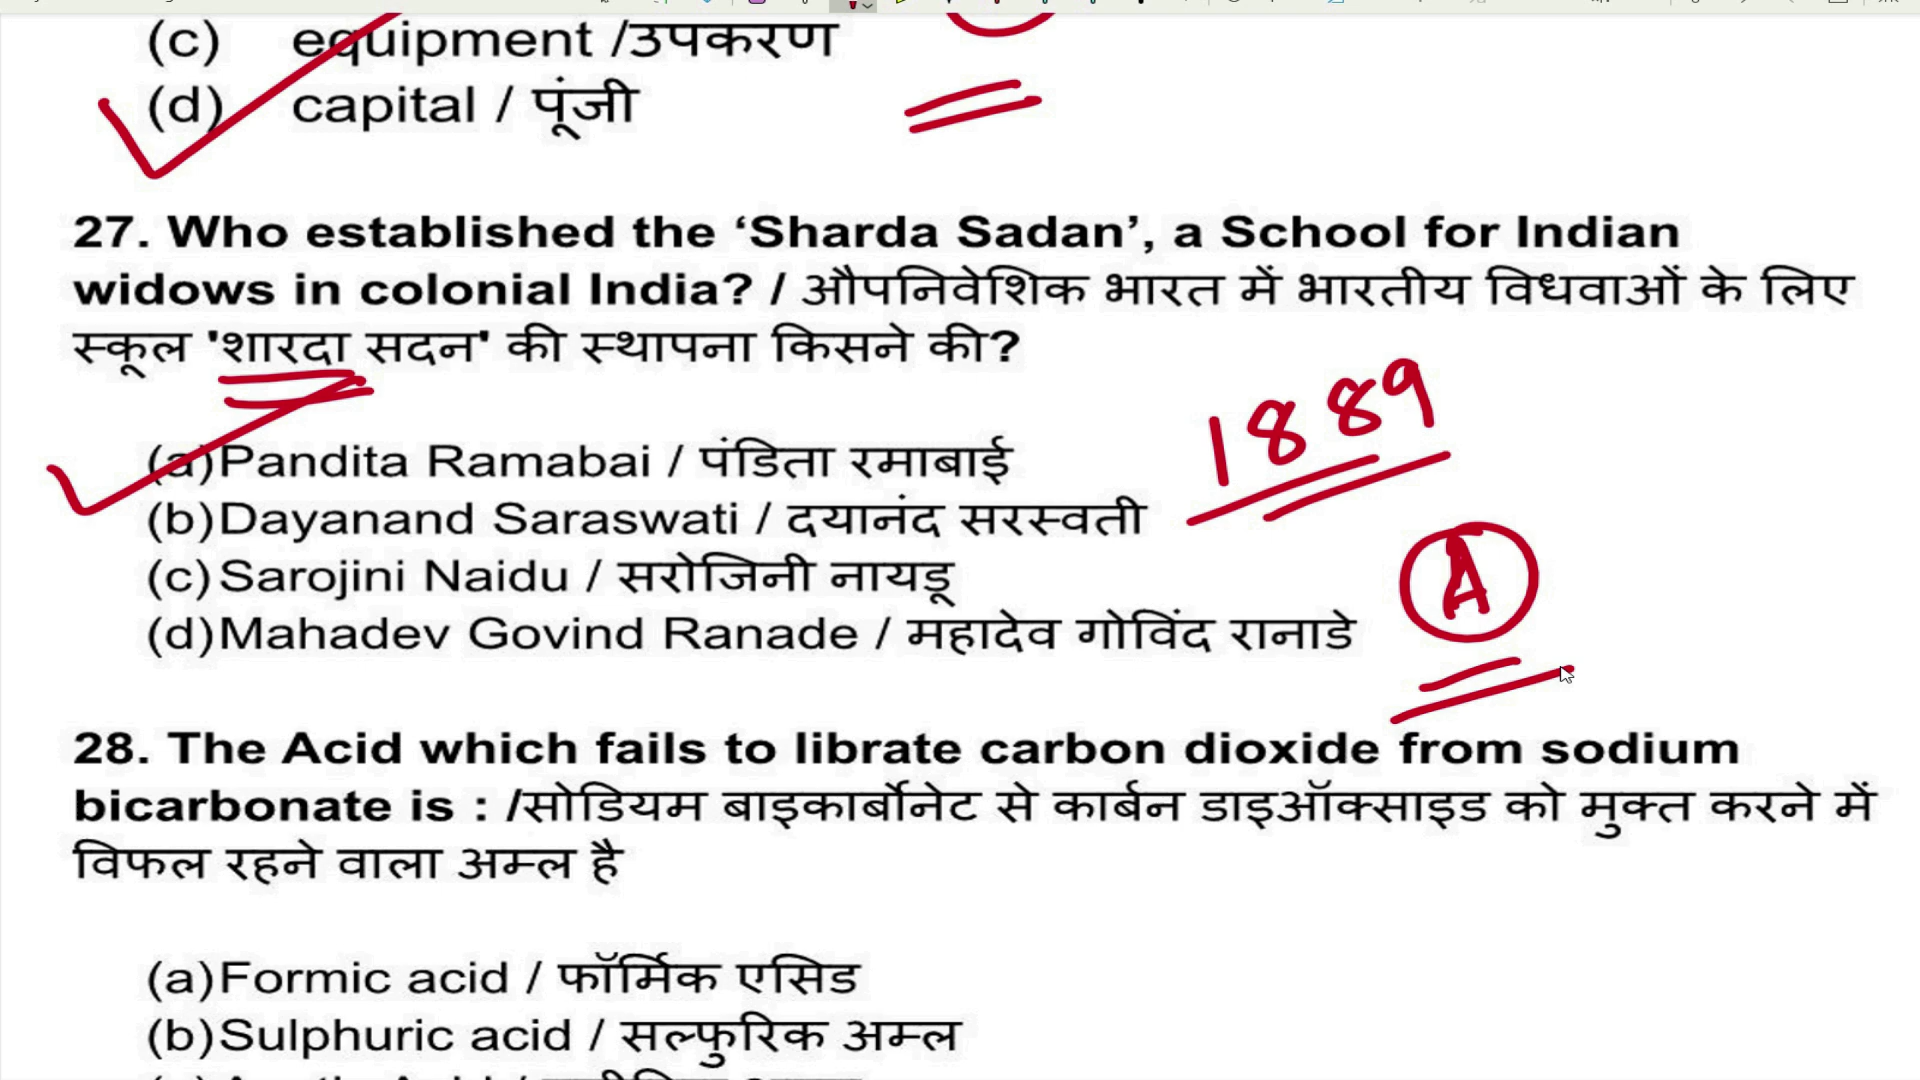 (c) equipment /उपकरण
(d) capital / पूंजी
27. Who established the ‘Sharda Sadan’, a School for Indian
widows in colonial India? / औपनिवेशिक भारत में भारतीय विधवाओं के लिए
स्कूल 'शारदा सदन' की स्थापना किसने की?
(a)Pandita Ramabai / पंडिता रमाबाई
1889
(b)Dayanand Saraswati / दयानंद सरस्वती
(c)Sarojini Naidu / सरोजिनी नायडू
A
(d)Mahadev Govind Ranade / महादेव गोविंद रानाडे
28. The Acid which fails to librate carbon dioxide from sodium
bicarbonate is : /सोडियम बाइकार्बोनेट से कार्बन डाइऑक्साइड को मुक्त करने में
विफल रहने वाला अम्ल है
(a)Formic acid / फॉर्मिक एसिड
(b)Sulphuric acid / सल्फुरिक अम्ल